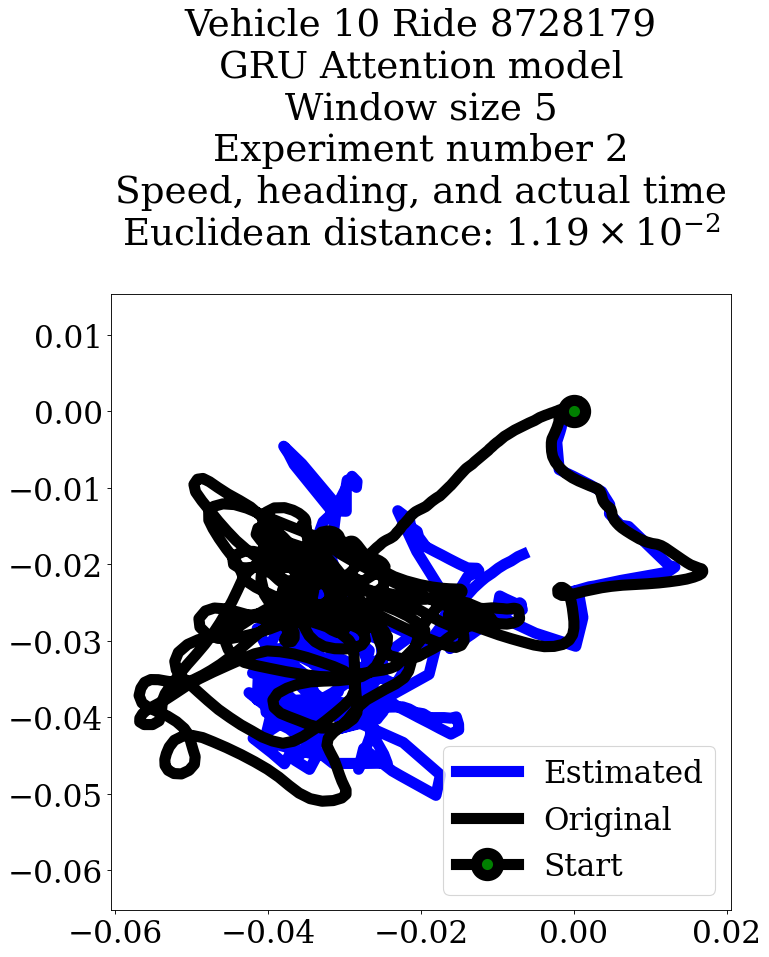 Vehicle 10 Ride 8728179
GRU Attention model
Window size 5
Experiment number 2
Speed, heading, and actual time
Euclidean distance: 1.19 × 10⁻²
0.01
0.00
−0.01
−0.02
−0.03
−0.04
−0.05
−0.06
Estimated
Original
Start
−0.06 −0.04 −0.02 0.00 0.02